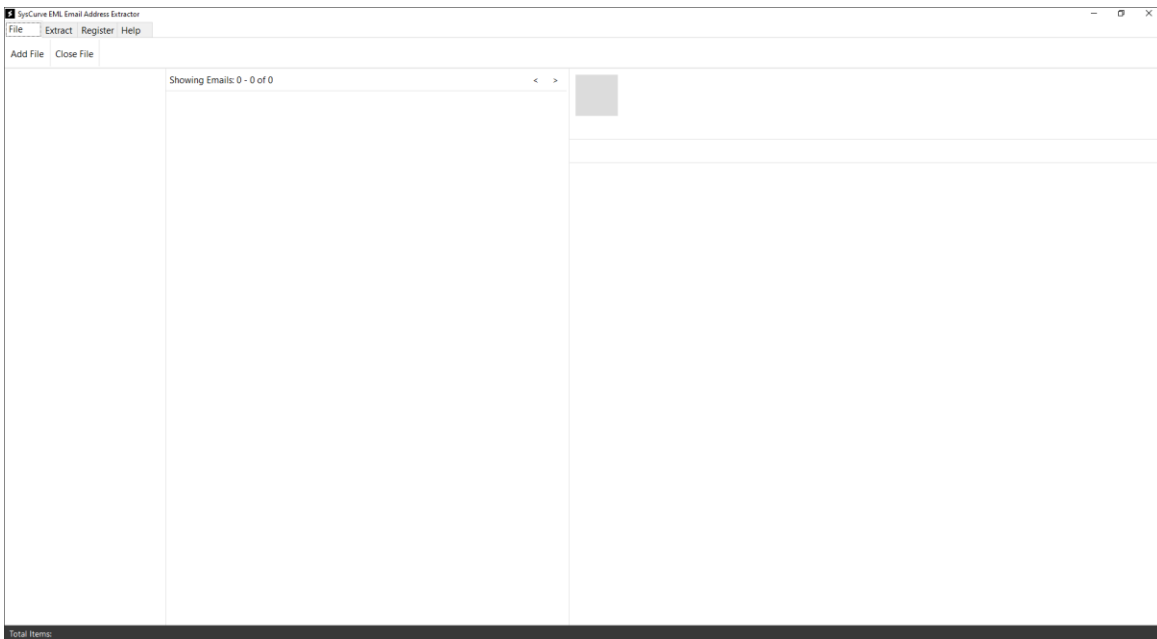 SysCurve EML Email Address Extractor
File Extract Register Help
Add File Close File
Showing Emails: 0 - 0 of 0 < >
Total Items: